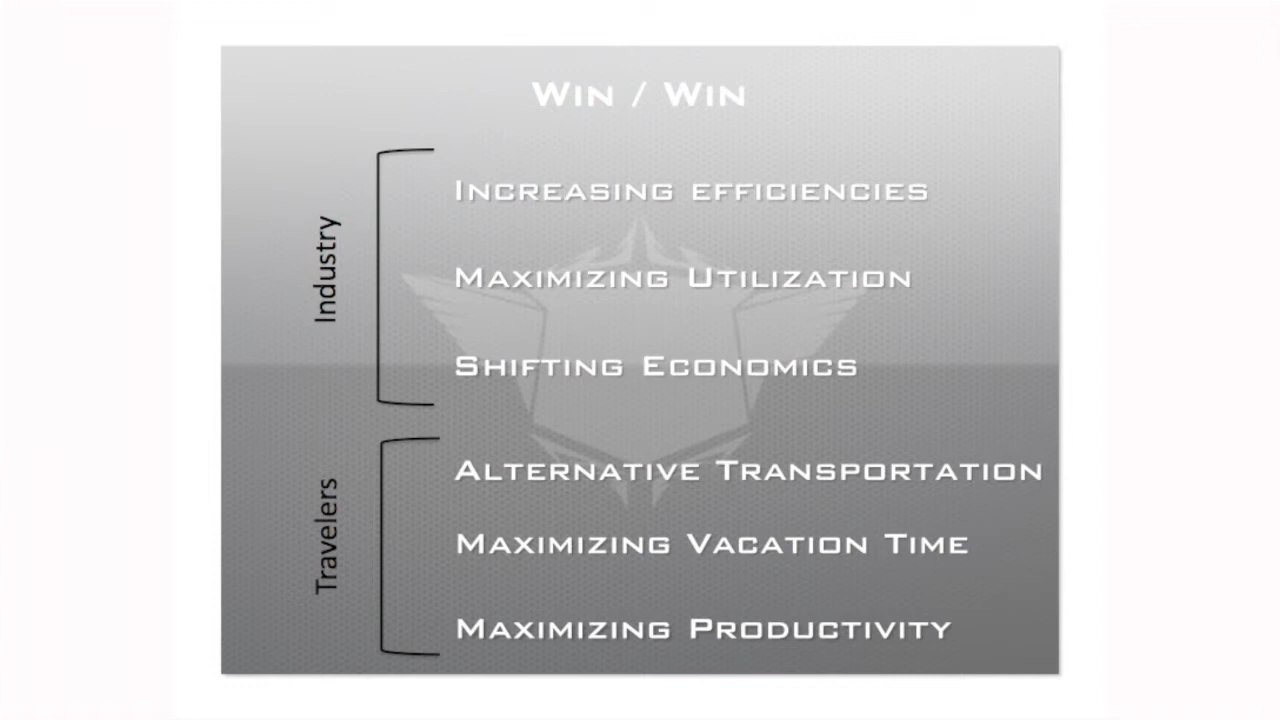 Win / Win
Industry
Increasing efficiencies
Maximizing Utilization
Shifting Economics
Travelers
Alternative Transportation
Maximizing Vacation Time
Maximizing Productivity